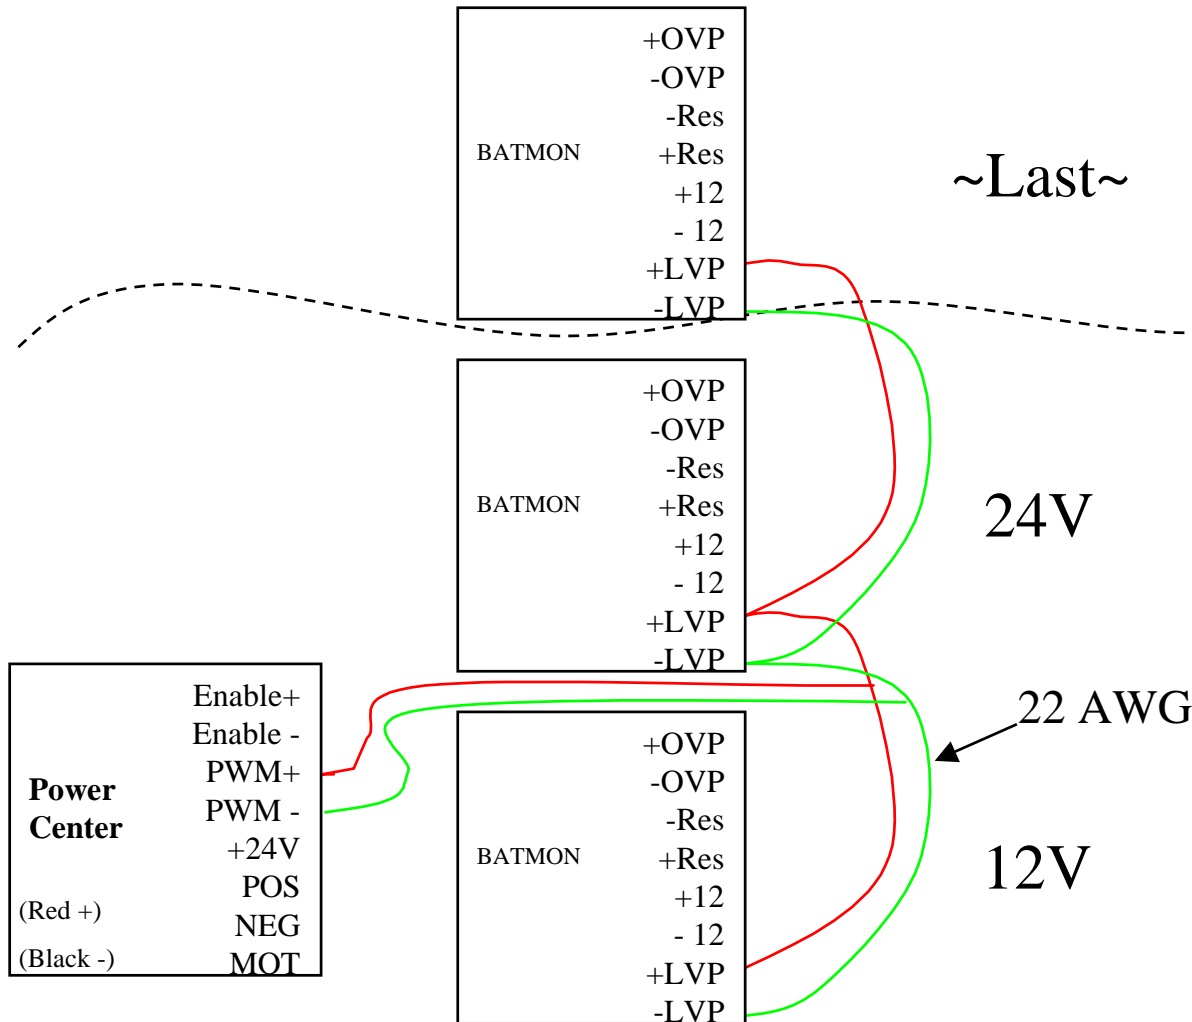 +OVP
-OVP
-Res
BATMON
+Res
+12
- 12
+LVP
-LVP
~Last~
+OVP
-OVP
-Res
BATMON
+Res
+12
- 12
+LVP
-LVP
24V
Enable+
Enable -
PWM+
PWM -
+24V
POS
NEG
MOT
Power
Center
(Red +)
(Black -)
22 AWG
+OVP
-OVP
-Res
BATMON
+Res
+12
- 12
+LVP
-LVP
12V